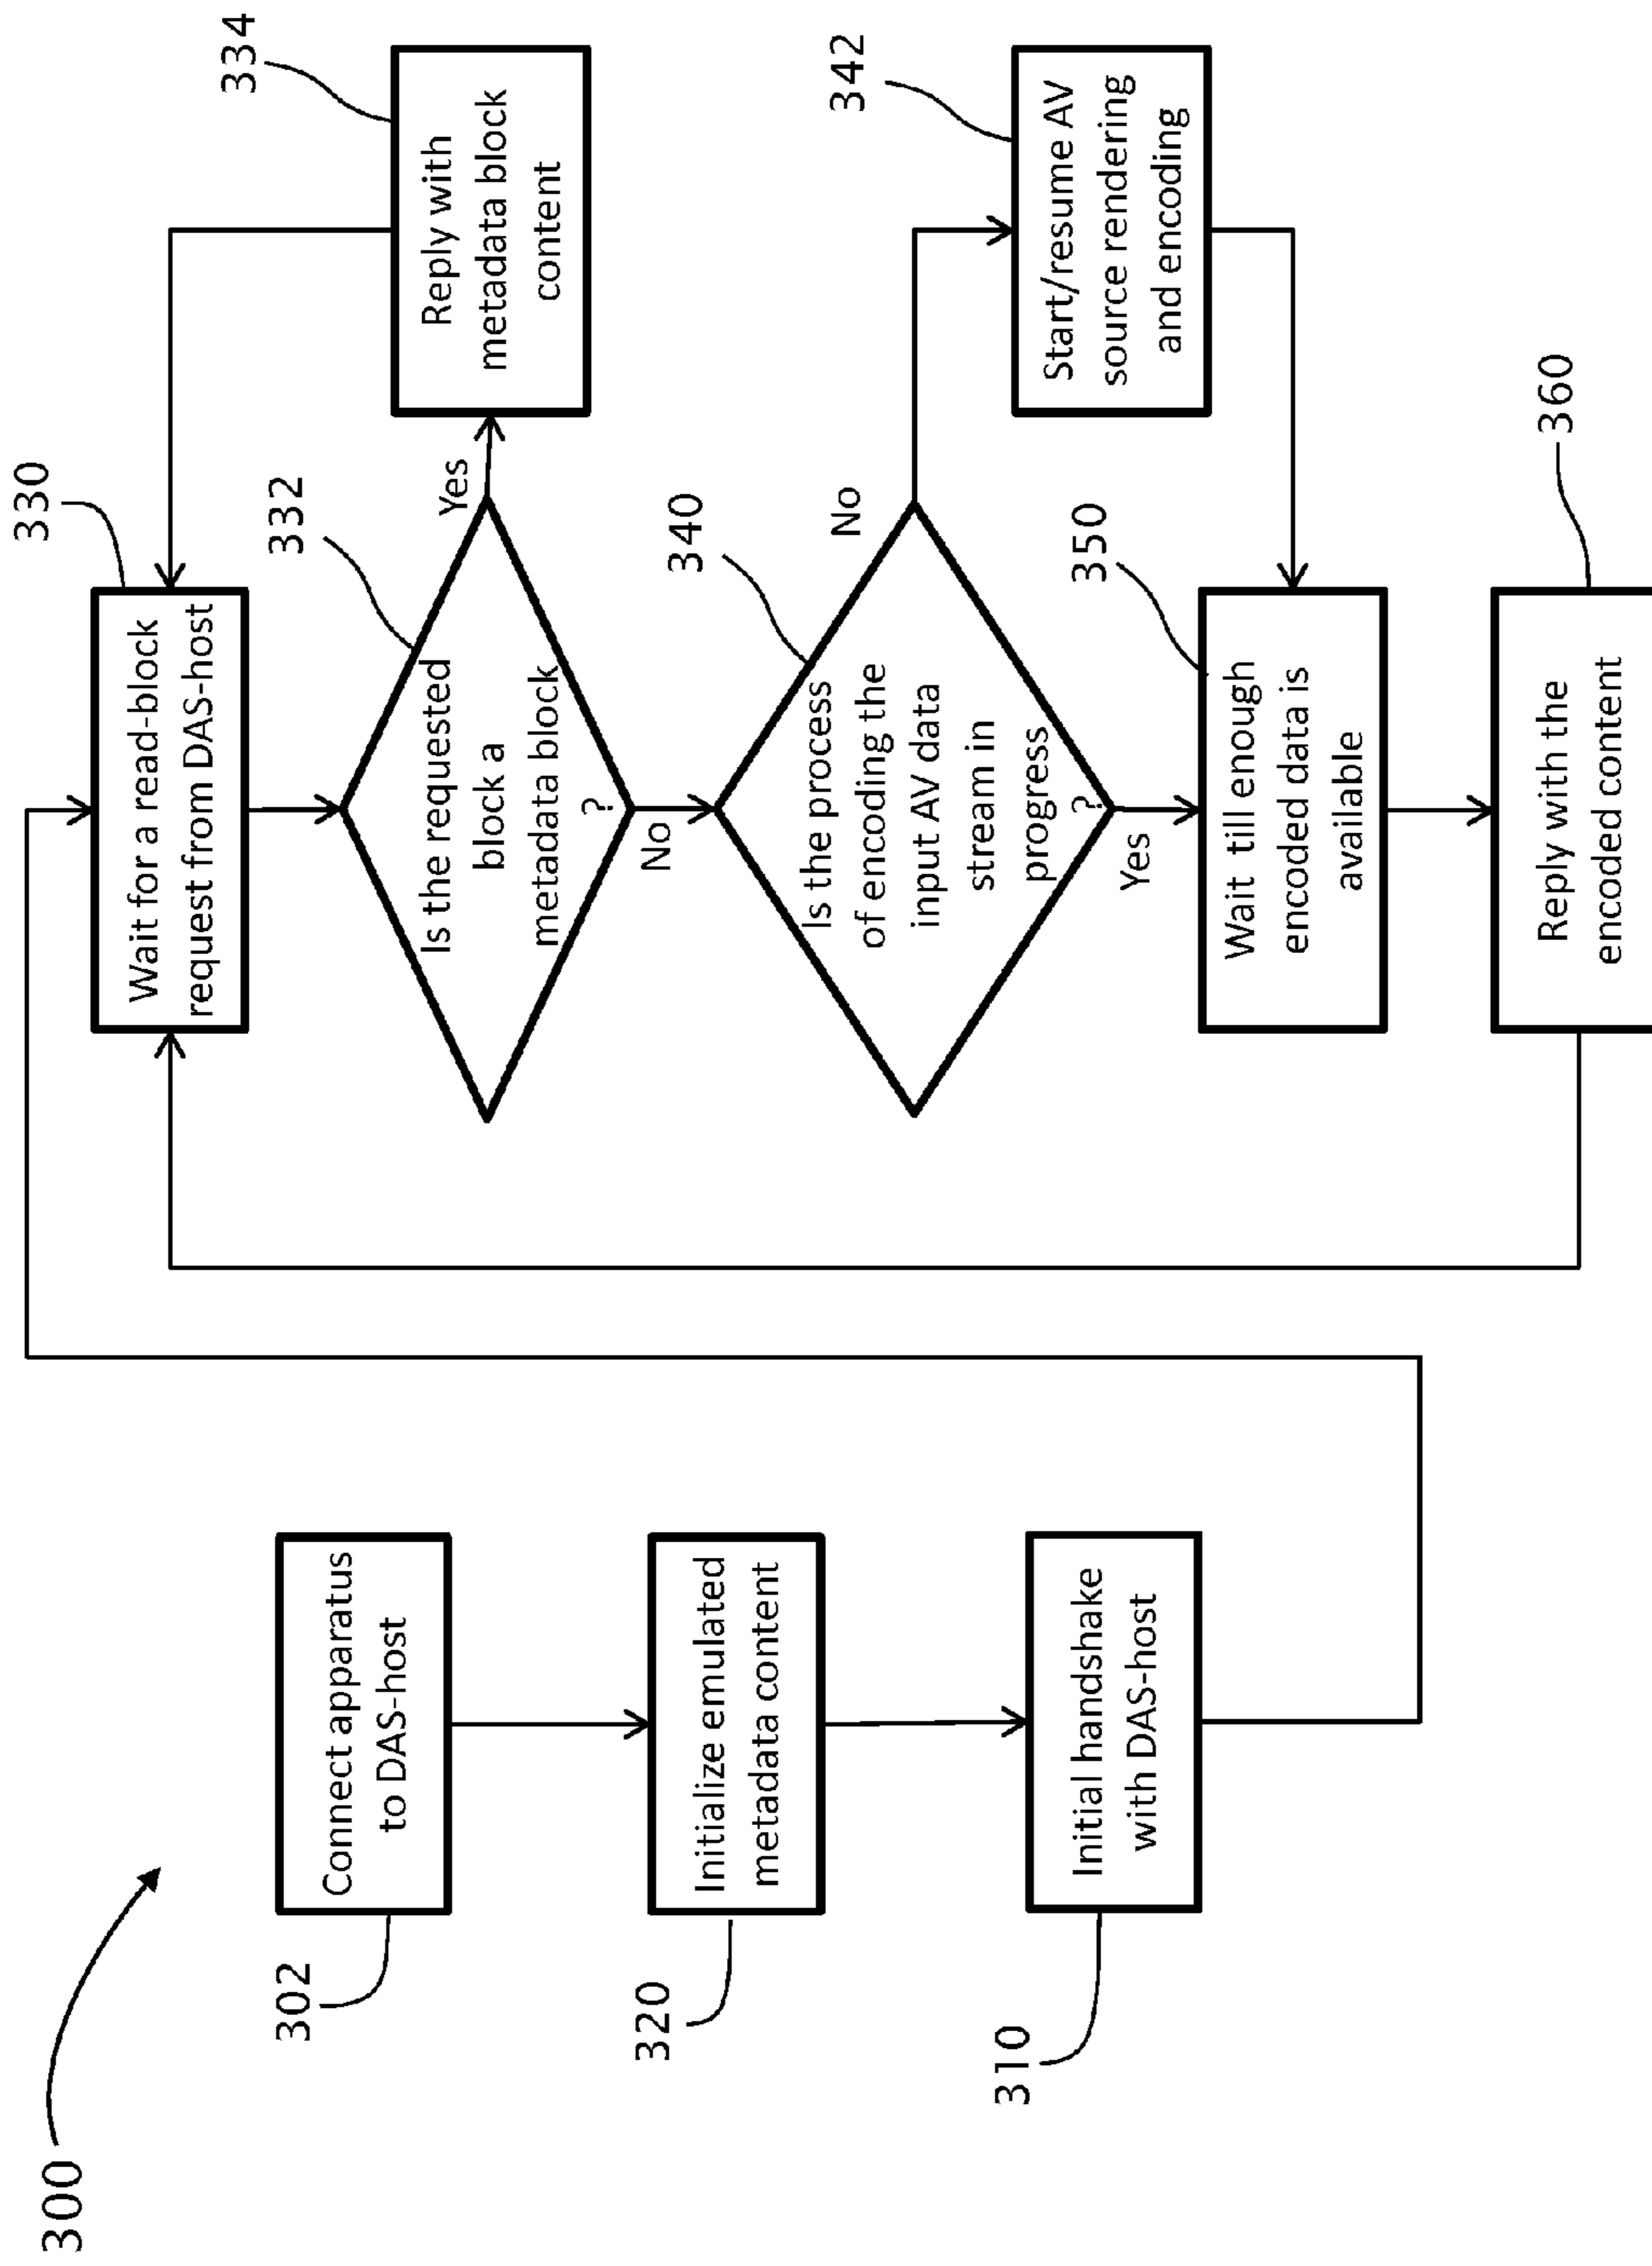 300
302
Connect apparatus
to DAS-host
320
Initialize emulated
metadata content
310
Initial handshake
with DAS-host
330
Wait for a read-block
request from DAS-host
332
Is the requested
block a
metadata block
?
Yes
No
334
Reply with
metadata block
content
340
Is the process
of encoding the
input AV data
stream in
progress
?
No
Yes
342
Start/resume AV
source rendering
and encoding
350
Wait till enough
encoded data is
available
360
Reply with the
encoded content